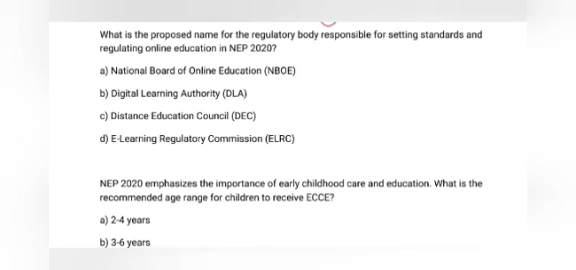 What is the proposed name for the regulatory body responsible for setting standards and
regulating online education in NEP 2020?
a) National Board of Online Education (NBOE)
b) Digital Learning Authority (DLA)
c) Distance Education Council (DEC)
d) E-Learning Regulatory Commission (ELRC)
NEP 2020 emphasizes the importance of early childhood care and education. What is the
recommended age range for children to receive ECCE?
a) 2-4 years
b) 3-6 years